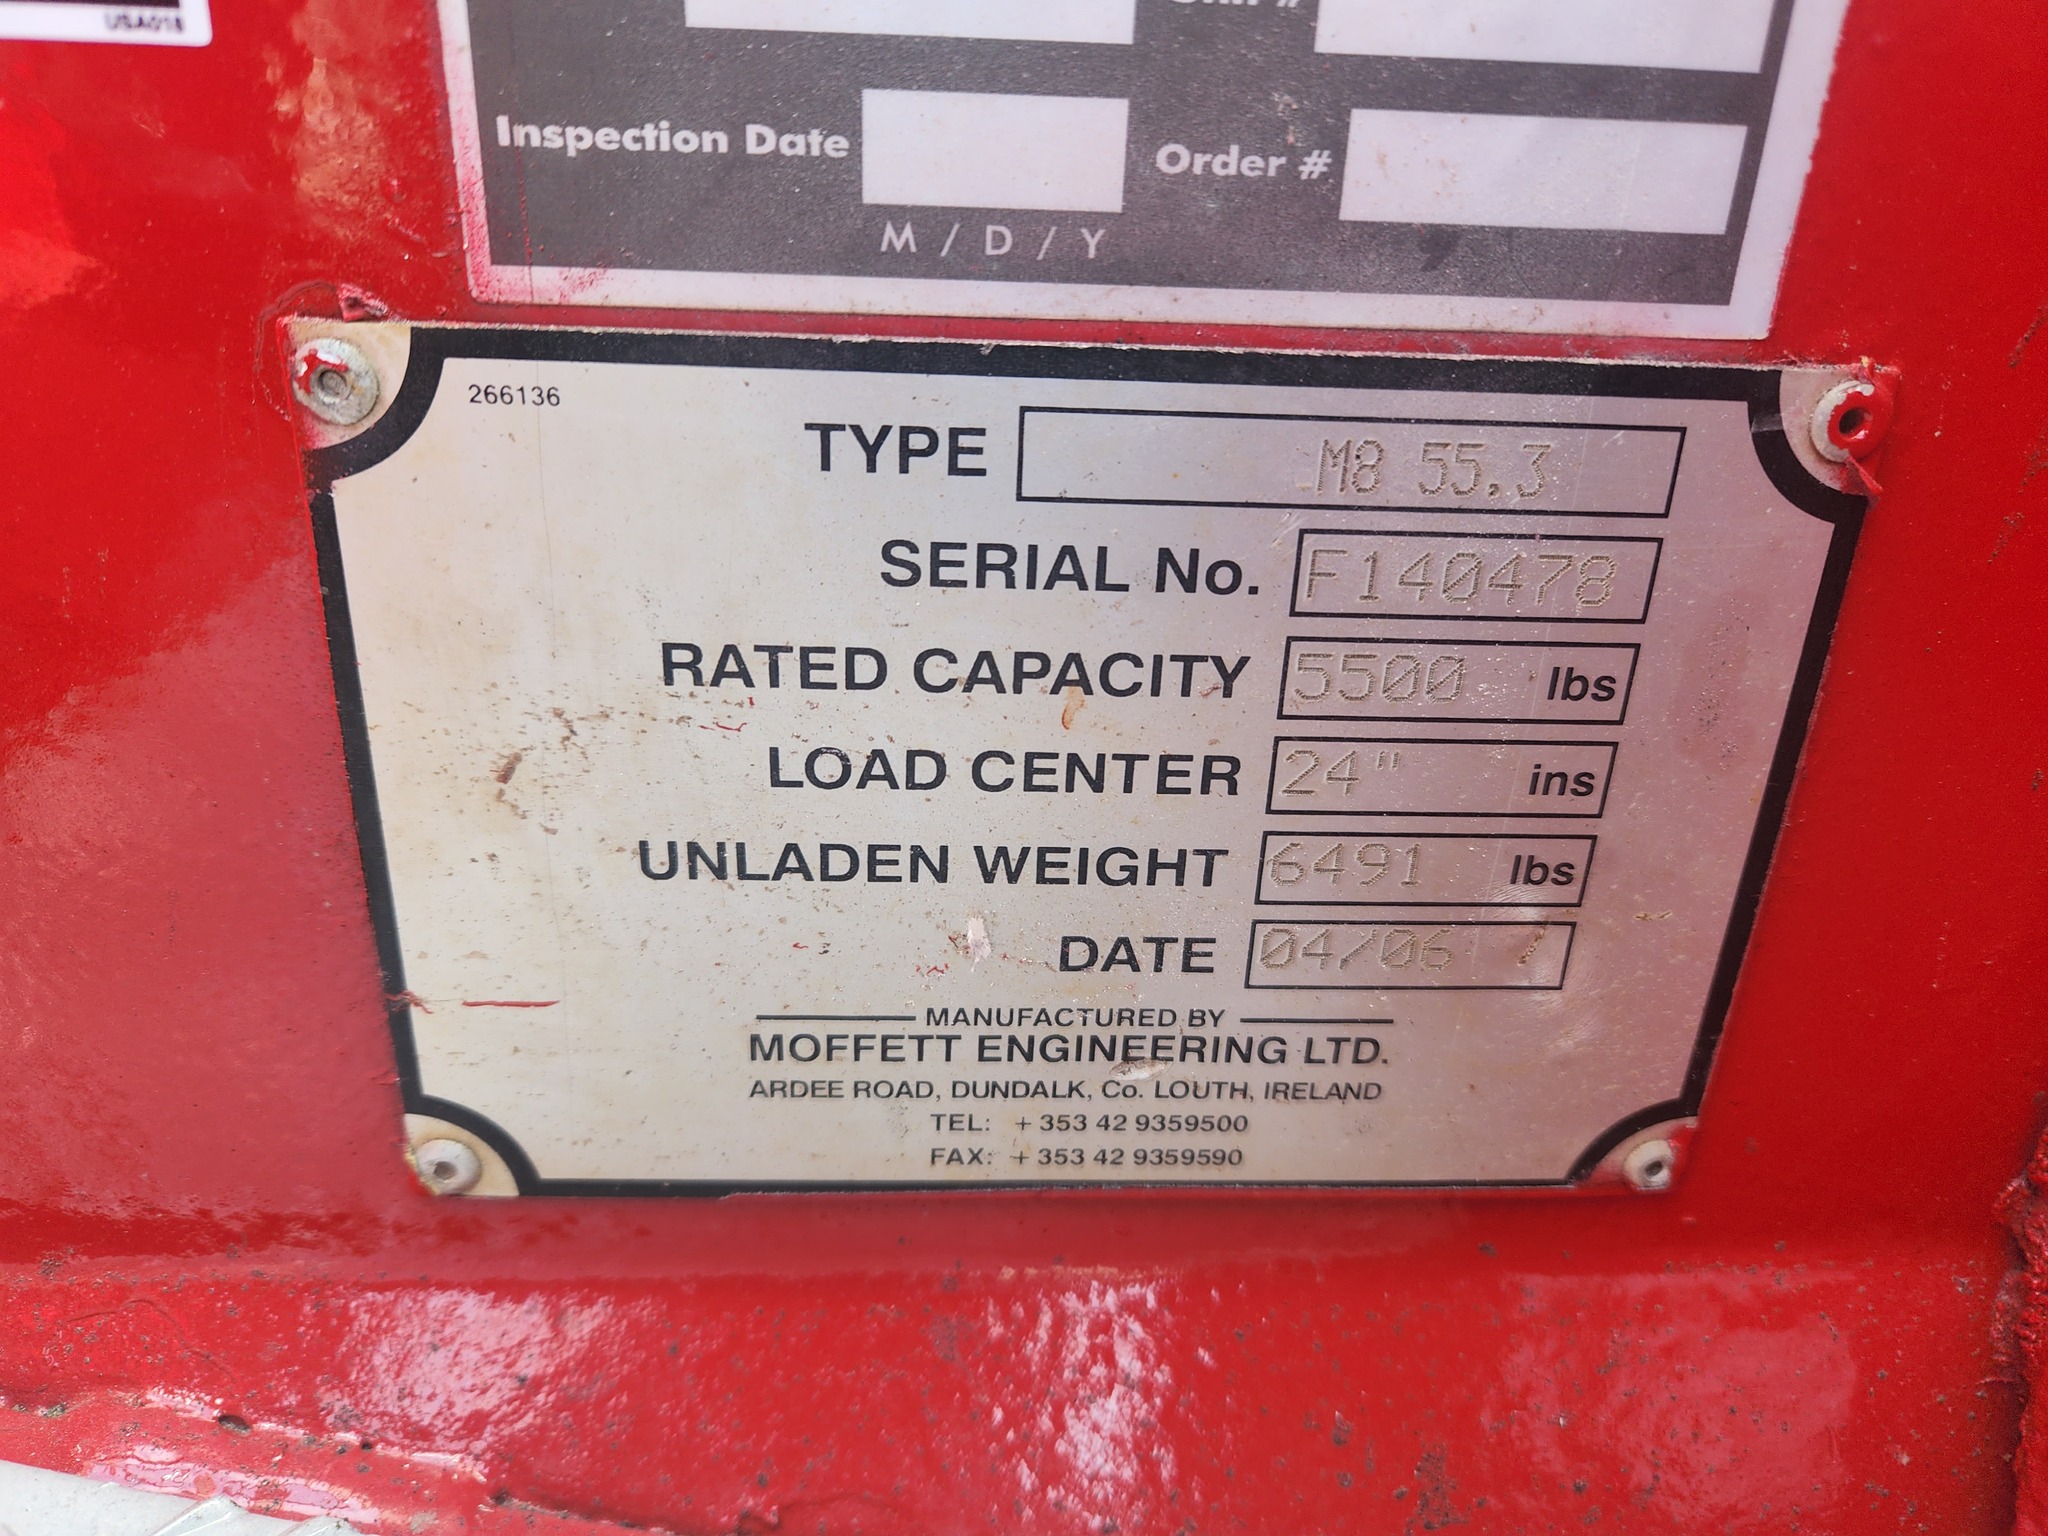 USA018
Inspection Date
Order #
M / D / Y
266136
TYPE M8 55.3
SERIAL No. F140478
RATED CAPACITY 5500 lbs
LOAD CENTER 24" ins
UNLADEN WEIGHT 6491 lbs
DATE 04/06
MANUFACTURED BY
MOFFETT ENGINEERING LTD.
ARDEE ROAD, DUNDALK, Co. LOUTH, IRELAND
TEL: + 353 42 9359500
FAX: + 353 42 9359590